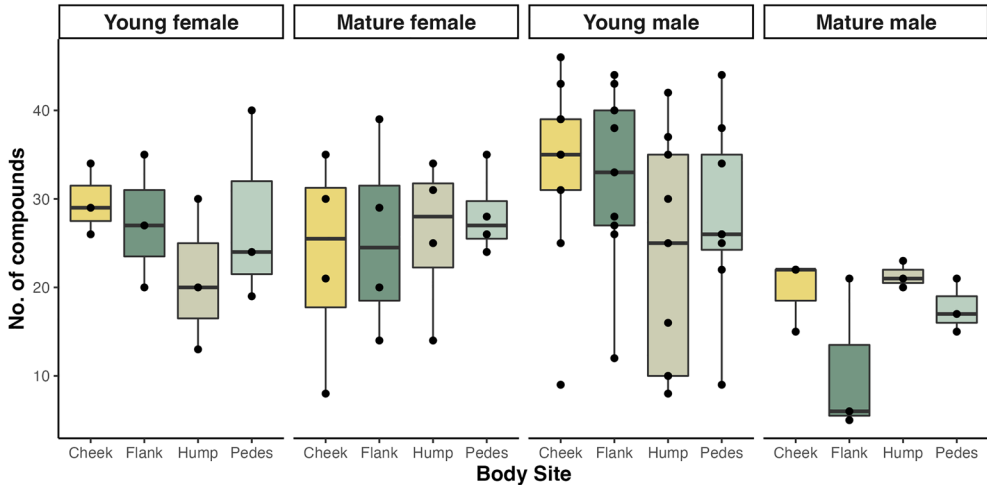 Young female Mature female Young male Mature male
No. of compounds
40
30
20
10
Cheek Flank Hump Pedes Cheek Flank Hump Pedes Cheek Flank Hump Pedes Cheek Flank Hump Pedes
Body Site